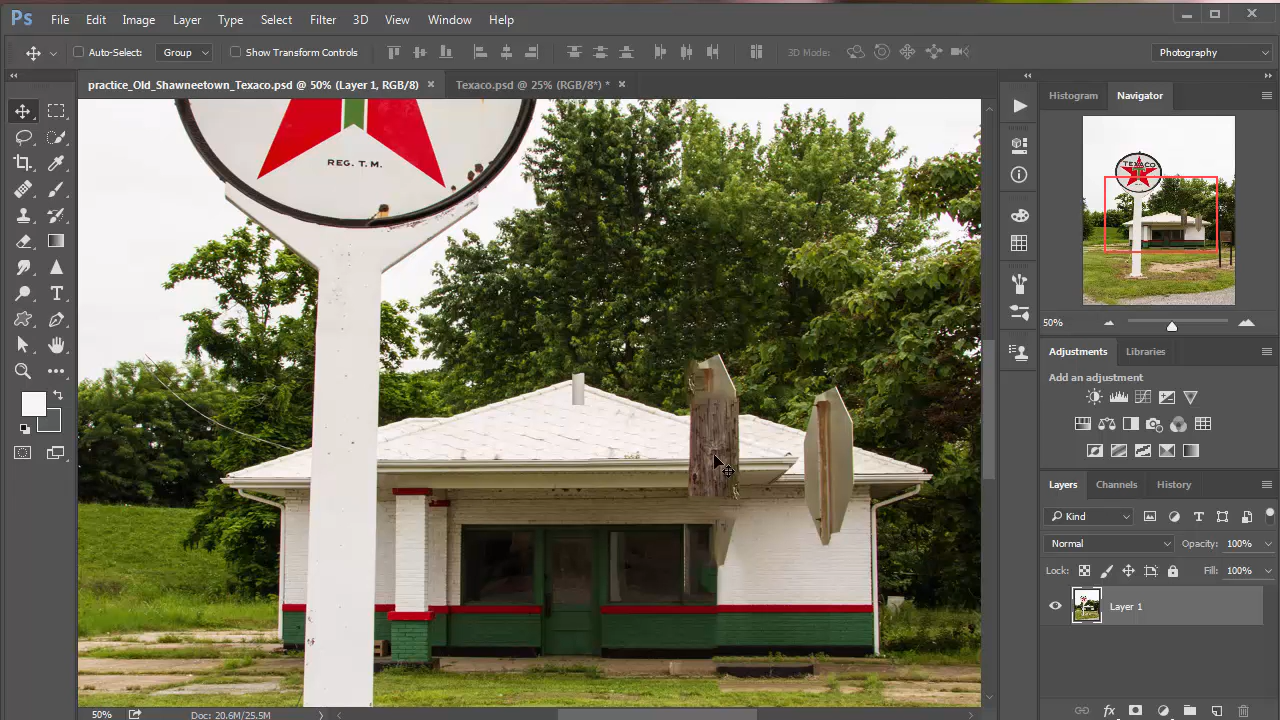 Ps File Edit Image Layer Type Select Filter 3D View Window Help
Auto-Select: Group Show Transform Controls 3D Mode: Photography
practice_Old_Shawneetown_Texaco.psd @ 50% (Layer 1, RGB/8) × Texaco.psd @ 25% (RGB/8*) * ×
Histogram Navigator
REG. T.M.
TEXACO
50%
Adjustments Libraries
Add an adjustment
Layers Channels History
Kind
Normal Opacity: 100%
Lock: Fill: 100%
Layer 1
50% Doc: 20.6M/25.5M
fx